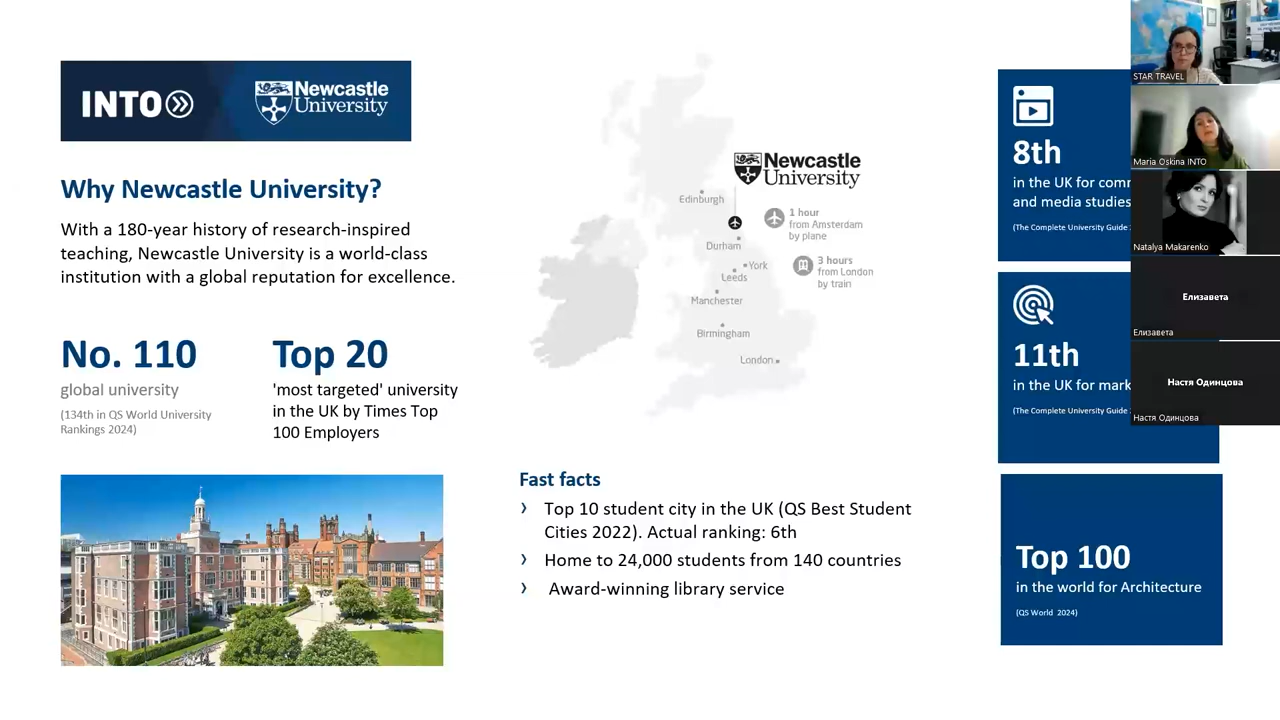 INTO
Newcastle
University
Why Newcastle University?
With a 180-year history of research-inspired
teaching, Newcastle University is a world-class
institution with a global reputation for excellence.
No. 110
global university
(134th in QS World University
Rankings 2024)
Top 20
'most targeted' university
in the UK by Times Top
100 Employers
Newcastle
University
Edinburgh
1 hour
from Amsterdam
by plane
Durham
York
Leeds
3 hours
from London
by train
Manchester
Birmingham
London
Fast facts
Top 10 student city in the UK (QS Best Student
Cities 2022). Actual ranking: 6th
Home to 24,000 students from 140 countries
Award-winning library service
8th
in the UK for
and media studies
(The Complete University Guide
11th
in the UK for
(The Complete University Guide
Top 100
in the world for Architecture
(QS World 2024)
STAR TRAVEL
Maria Oskina INTO
Natalya Makarenko
Елизавета
Елизавета
Настя Одинцова
Настя Одинцова